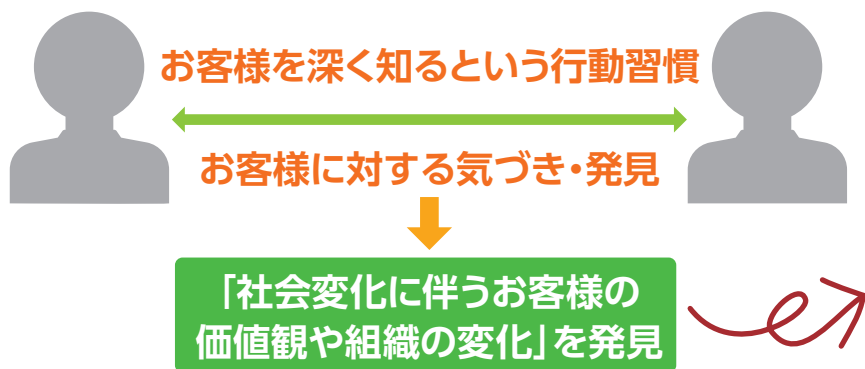 お客様を深く知るという行動習慣
お客様に対する気づき・発見
「社会変化に伴うお客様の
価値観や組織の変化」を発見